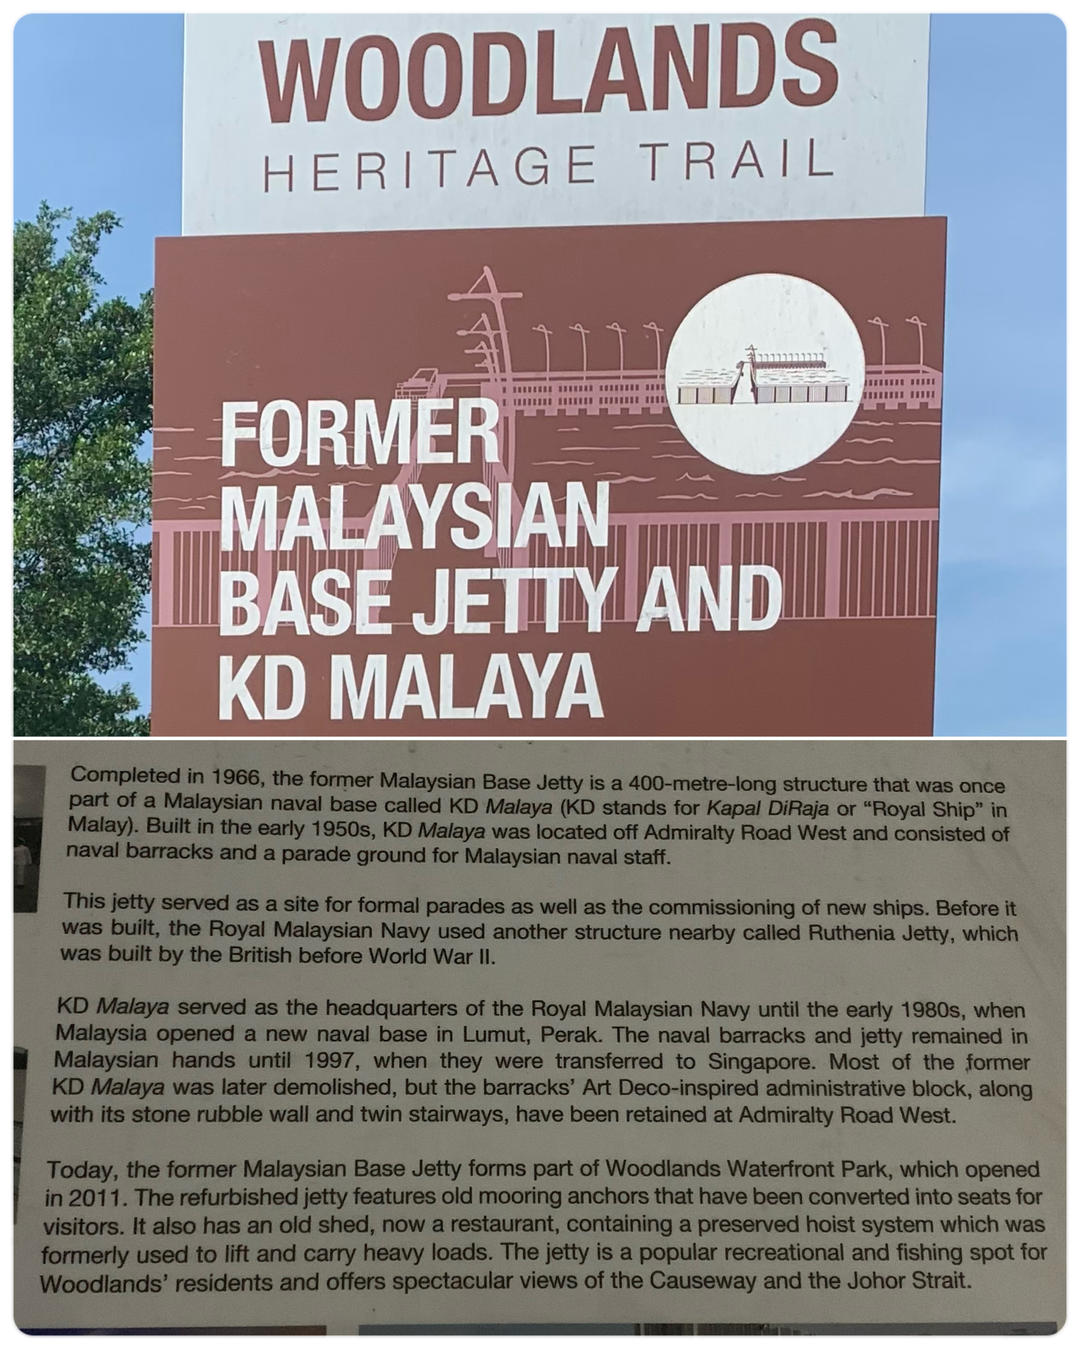 WOODLANDS
HERITAGE TRAIL
FORMER
MALAYSIAN
BASE JETTY AND
KD MALAYA
Completed in 1966, the former Malaysian Base Jetty is a 400-metre-long structure that was once
part of a Malaysian naval base called KD Malaya (KD stands for Kapal DiRaja or “Royal Ship” in
Malay). Built in the early 1950s, KD Malaya was located off Admiralty Road West and consisted of
naval barracks and a parade ground for Malaysian naval staff.
This jetty served as a site for formal parades as well as the commissioning of new ships. Before it
was built, the Royal Malaysian Navy used another structure nearby called Ruthenia Jetty, which
was built by the British before World War II.
KD Malaya served as the headquarters of the Royal Malaysian Navy until the early 1980s, when
Malaysia opened a new naval base in Lumut, Perak. The naval barracks and jetty remained in
Malaysian hands until 1997, when they were transferred to Singapore. Most of the former
KD Malaya was later demolished, but the barracks’ Art Deco-inspired administrative block, along
with its stone rubble wall and twin stairways, have been retained at Admiralty Road West.
Today, the former Malaysian Base Jetty forms part of Woodlands Waterfront Park, which opened
in 2011. The refurbished jetty features old mooring anchors that have been converted into seats for
visitors. It also has an old shed, now a restaurant, containing a preserved hoist system which was
formerly used to lift and carry heavy loads. The jetty is a popular recreational and fishing spot for
Woodlands’ residents and offers spectacular views of the Causeway and the Johor Strait.